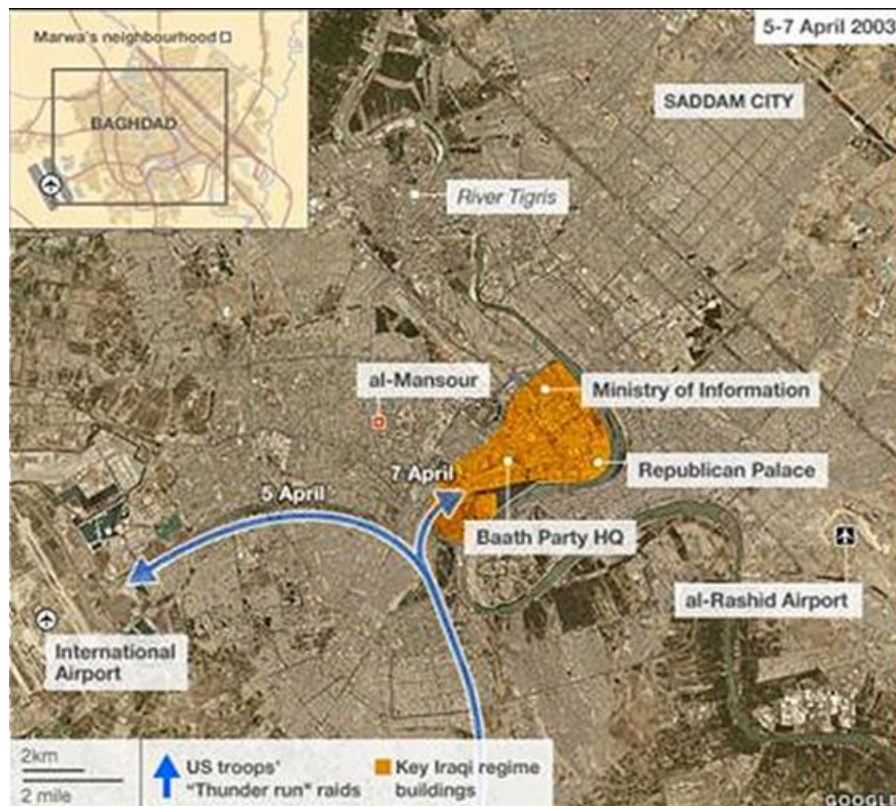 Marwa's neighbourhood
BAGHDAD
5-7 April 2003
SADDAM CITY
River Tigris
al-Mansour
Ministry of Information
7 April
5 April
Republican Palace
Baath Party HQ
al-Rashid Airport
International
Airport
2km
2 mile
US troops'
"Thunder run" raids
Key Iraqi regime
buildings
GOOGLE